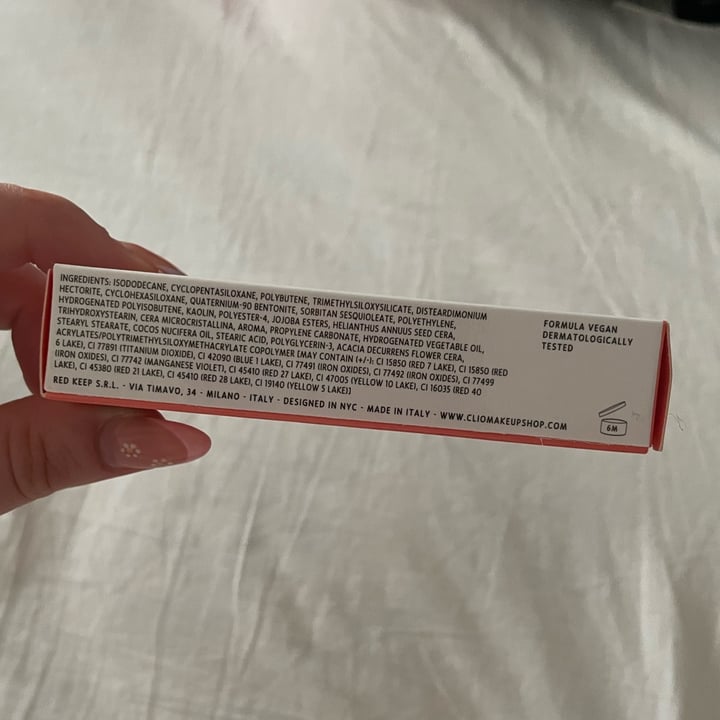 INGREDIENTS: ISODODECANE, CYCLOPENTASILOXANE, POLYBUTENE, TRIMETHYLSILOXYSILICATE, DISTEARDIMONIUM
HECTORITE, CYCLOHEXASILOXANE, QUATERNIUM-90 BENTONITE, SORBITAN SESQUIOLEATE, POLYETHYLENE,
HYDROGENATED POLYISOBUTENE, KAOLIN, POLYESTER-4, JOJOBA ESTERS, HELIANTHUS ANNUUS SEED CERA,
TRIHYDROXYSTEARIN, CERA MICROCRISTALLINA, AROMA, PROPYLENE CARBONATE, HYDROGENATED VEGETABLE OIL,
STEARYL STEARATE, COCOS NUCIFERA OIL, STEARIC ACID, POLYGLYCERIN-3, ACACIA DECURRENS FLOWER CERA,
ACRYLATES/POLYTRIMETHYLSILOXYMETHACRYLATE COPOLYMER [MAY CONTAIN (+/-): CI 15850 (RED 7 LAKE), CI 15850 (RED
6 LAKE), CI 77891 (TITANIUM DIOXIDE), CI 42090 (BLUE 1 LAKE), CI 77491 (IRON OXIDES), CI 77492 (IRON OXIDES), CI 77499
(IRON OXIDES), CI 77742 (MANGANESE VIOLET), CI 45410 (RED 27 LAKE), CI 47005 (YELLOW 10 LAKE), CI 16035 (RED 40
LAKE), CI 45380 (RED 21 LAKE), CI 45410 (RED 28 LAKE), CI 19140 (YELLOW 5 LAKE)]
RED KEEP S.R.L. - VIA TIMAVO, 34 - MILANO - ITALY - DESIGNED IN NYC - MADE IN ITALY - WWW.CLIOMAKEUPSHOP.COM
FORMULA VEGAN
DERMATOLOGICALLY
TESTED
6M